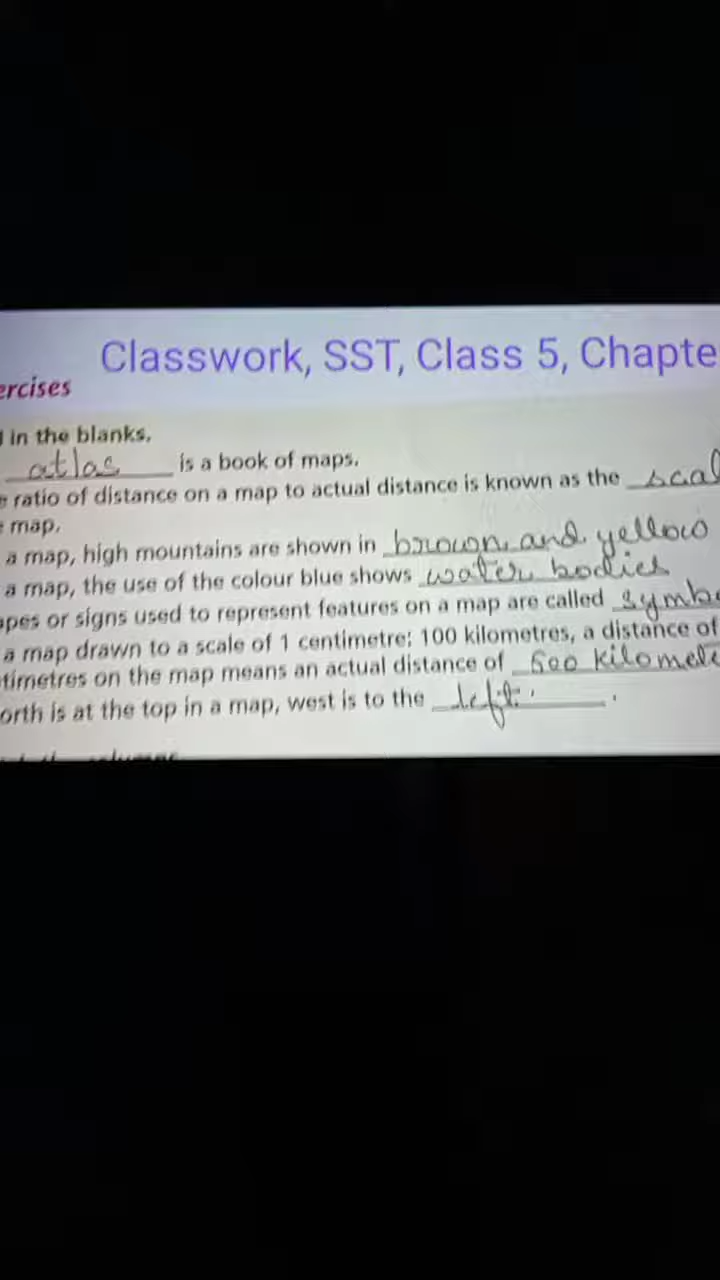 Classwork, SST, Class 5, Chapte
ercises
in the blanks.
atlas is a book of maps.
ratio of distance on a map to actual distance is known as the scal
map.
a map, high mountains are shown in brown and yellow
a map, the use of the colour blue shows water bodies
apes or signs used to represent features on a map are called symb
a map drawn to a scale of 1 centimetre: 100 kilometres, a distance of
timetres on the map means an actual distance of 500 kilomet
orth is at the top in a map, west is to the left.